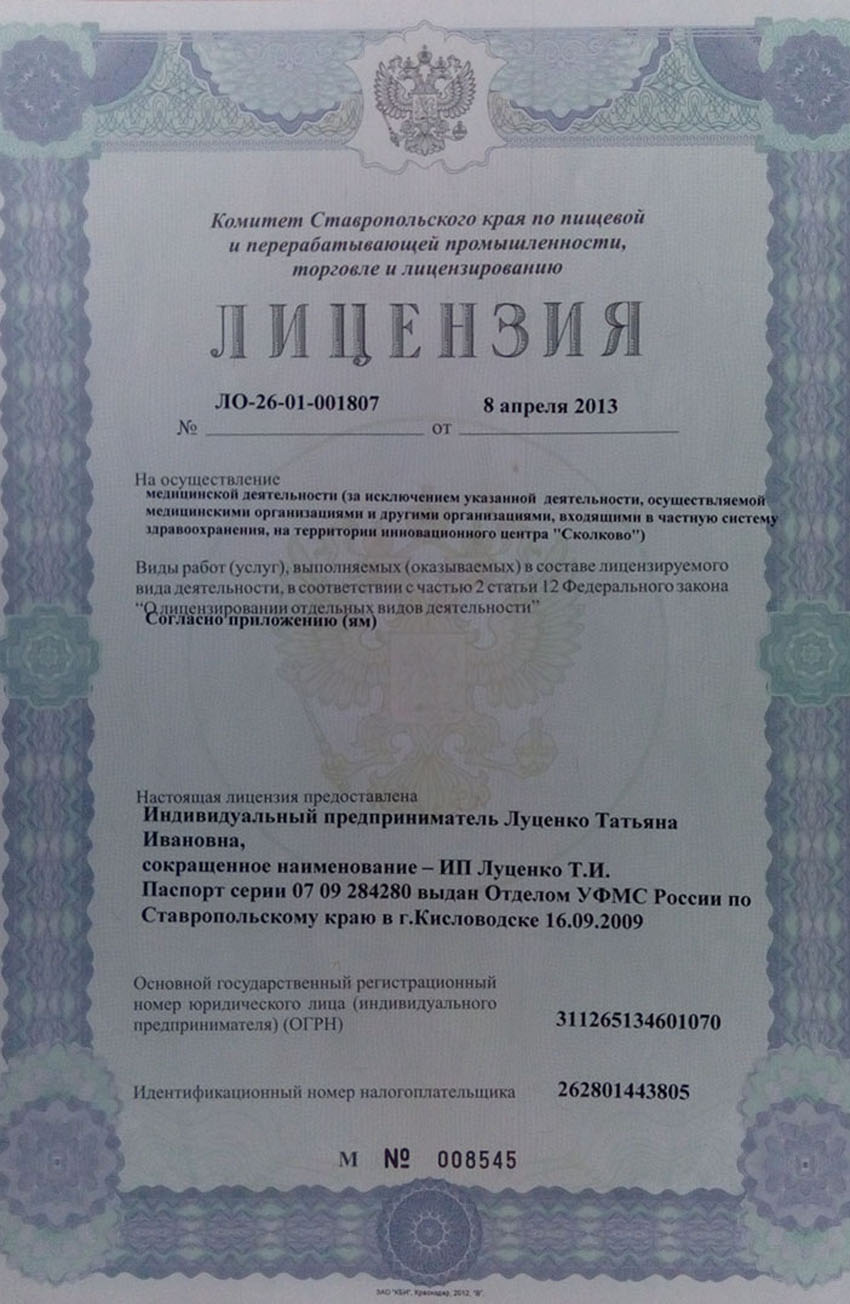 Комитет Ставропольского края по пищевой
и перерабатывающей промышленности,
торговле и лицензированию
ЛИЦЕНЗИЯ
№ ЛО-26-01-001807 от 8 апреля 2013
На осуществление
медицинской деятельности (за исключением указанной деятельности, осуществляемой
медицинскими организациями и другими организациями, входящими в частную систему
здравоохранения, на территории инновационного центра "Сколково")
Виды работ (услуг), выполняемых (оказываемых) в составе лицензируемого
вида деятельности, в соответствии с частью 2 статьи 12 Федерального закона
“О лицензировании отдельных видов деятельности”
Согласно приложению (ям)
Настоящая лицензия предоставлена
Индивидуальный предприниматель Луценко Татьяна
Ивановна,
сокращенное наименование – ИП Луценко Т.И.
Паспорт серии 07 09 284280 выдан Отделом УФМС России по
Ставропольскому краю в г.Кисловодске 16.09.2009
Основной государственный регистрационный
номер юридического лица (индивидуального
предпринимателя) (ОГРН) 311265134601070
Идентификационный номер налогоплательщика 262801443805
М № 008545
ЗАО "КБИ", Краснодар, 2012, "В".